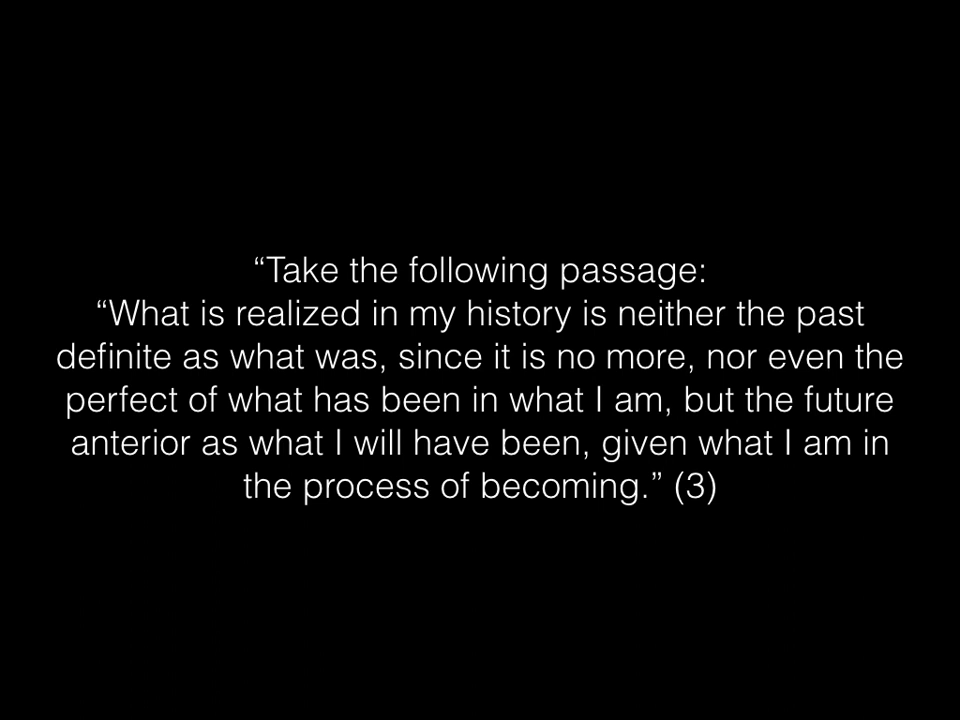 “Take the following passage:
“What is realized in my history is neither the past
definite as what was, since it is no more, nor even the
perfect of what has been in what I am, but the future
anterior as what I will have been, given what I am in
the process of becoming.” (3)